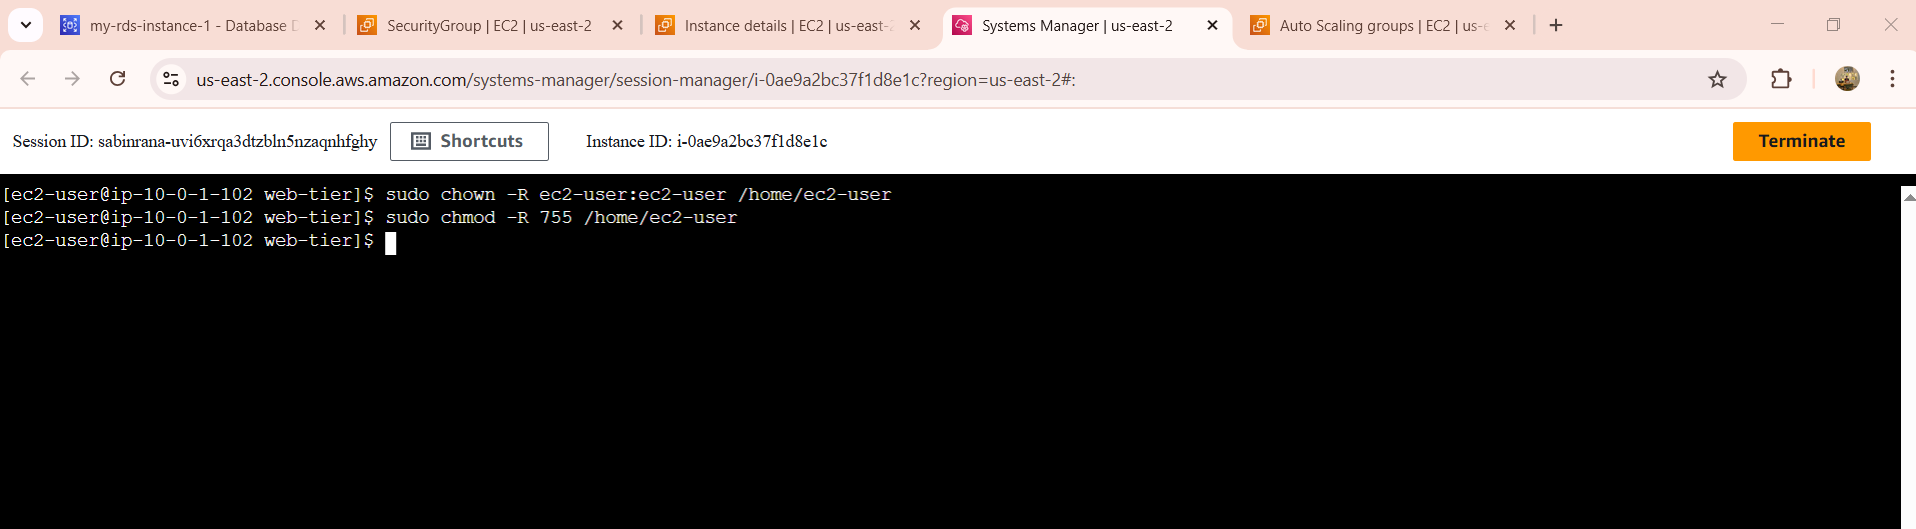 my-rds-instance-1 - Database D
SecurityGroup | EC2 | us-east-2
Instance details | EC2 | us-east-2
Systems Manager | us-east-2
Auto Scaling groups | EC2 | us-e
us-east-2.console.aws.amazon.com/systems-manager/session-manager/i-0ae9a2bc37f1d8e1c?region=us-east-2#:
Session ID: sabinrana-uvi6xrqa3dtzbln5nzaqnhfghy
Shortcuts
Instance ID: i-0ae9a2bc37f1d8e1c
Terminate
[ec2-user@ip-10-0-1-102 web-tier]$ sudo chown -R ec2-user:ec2-user /home/ec2-user
[ec2-user@ip-10-0-1-102 web-tier]$ sudo chmod -R 755 /home/ec2-user
[ec2-user@ip-10-0-1-102 web-tier]$